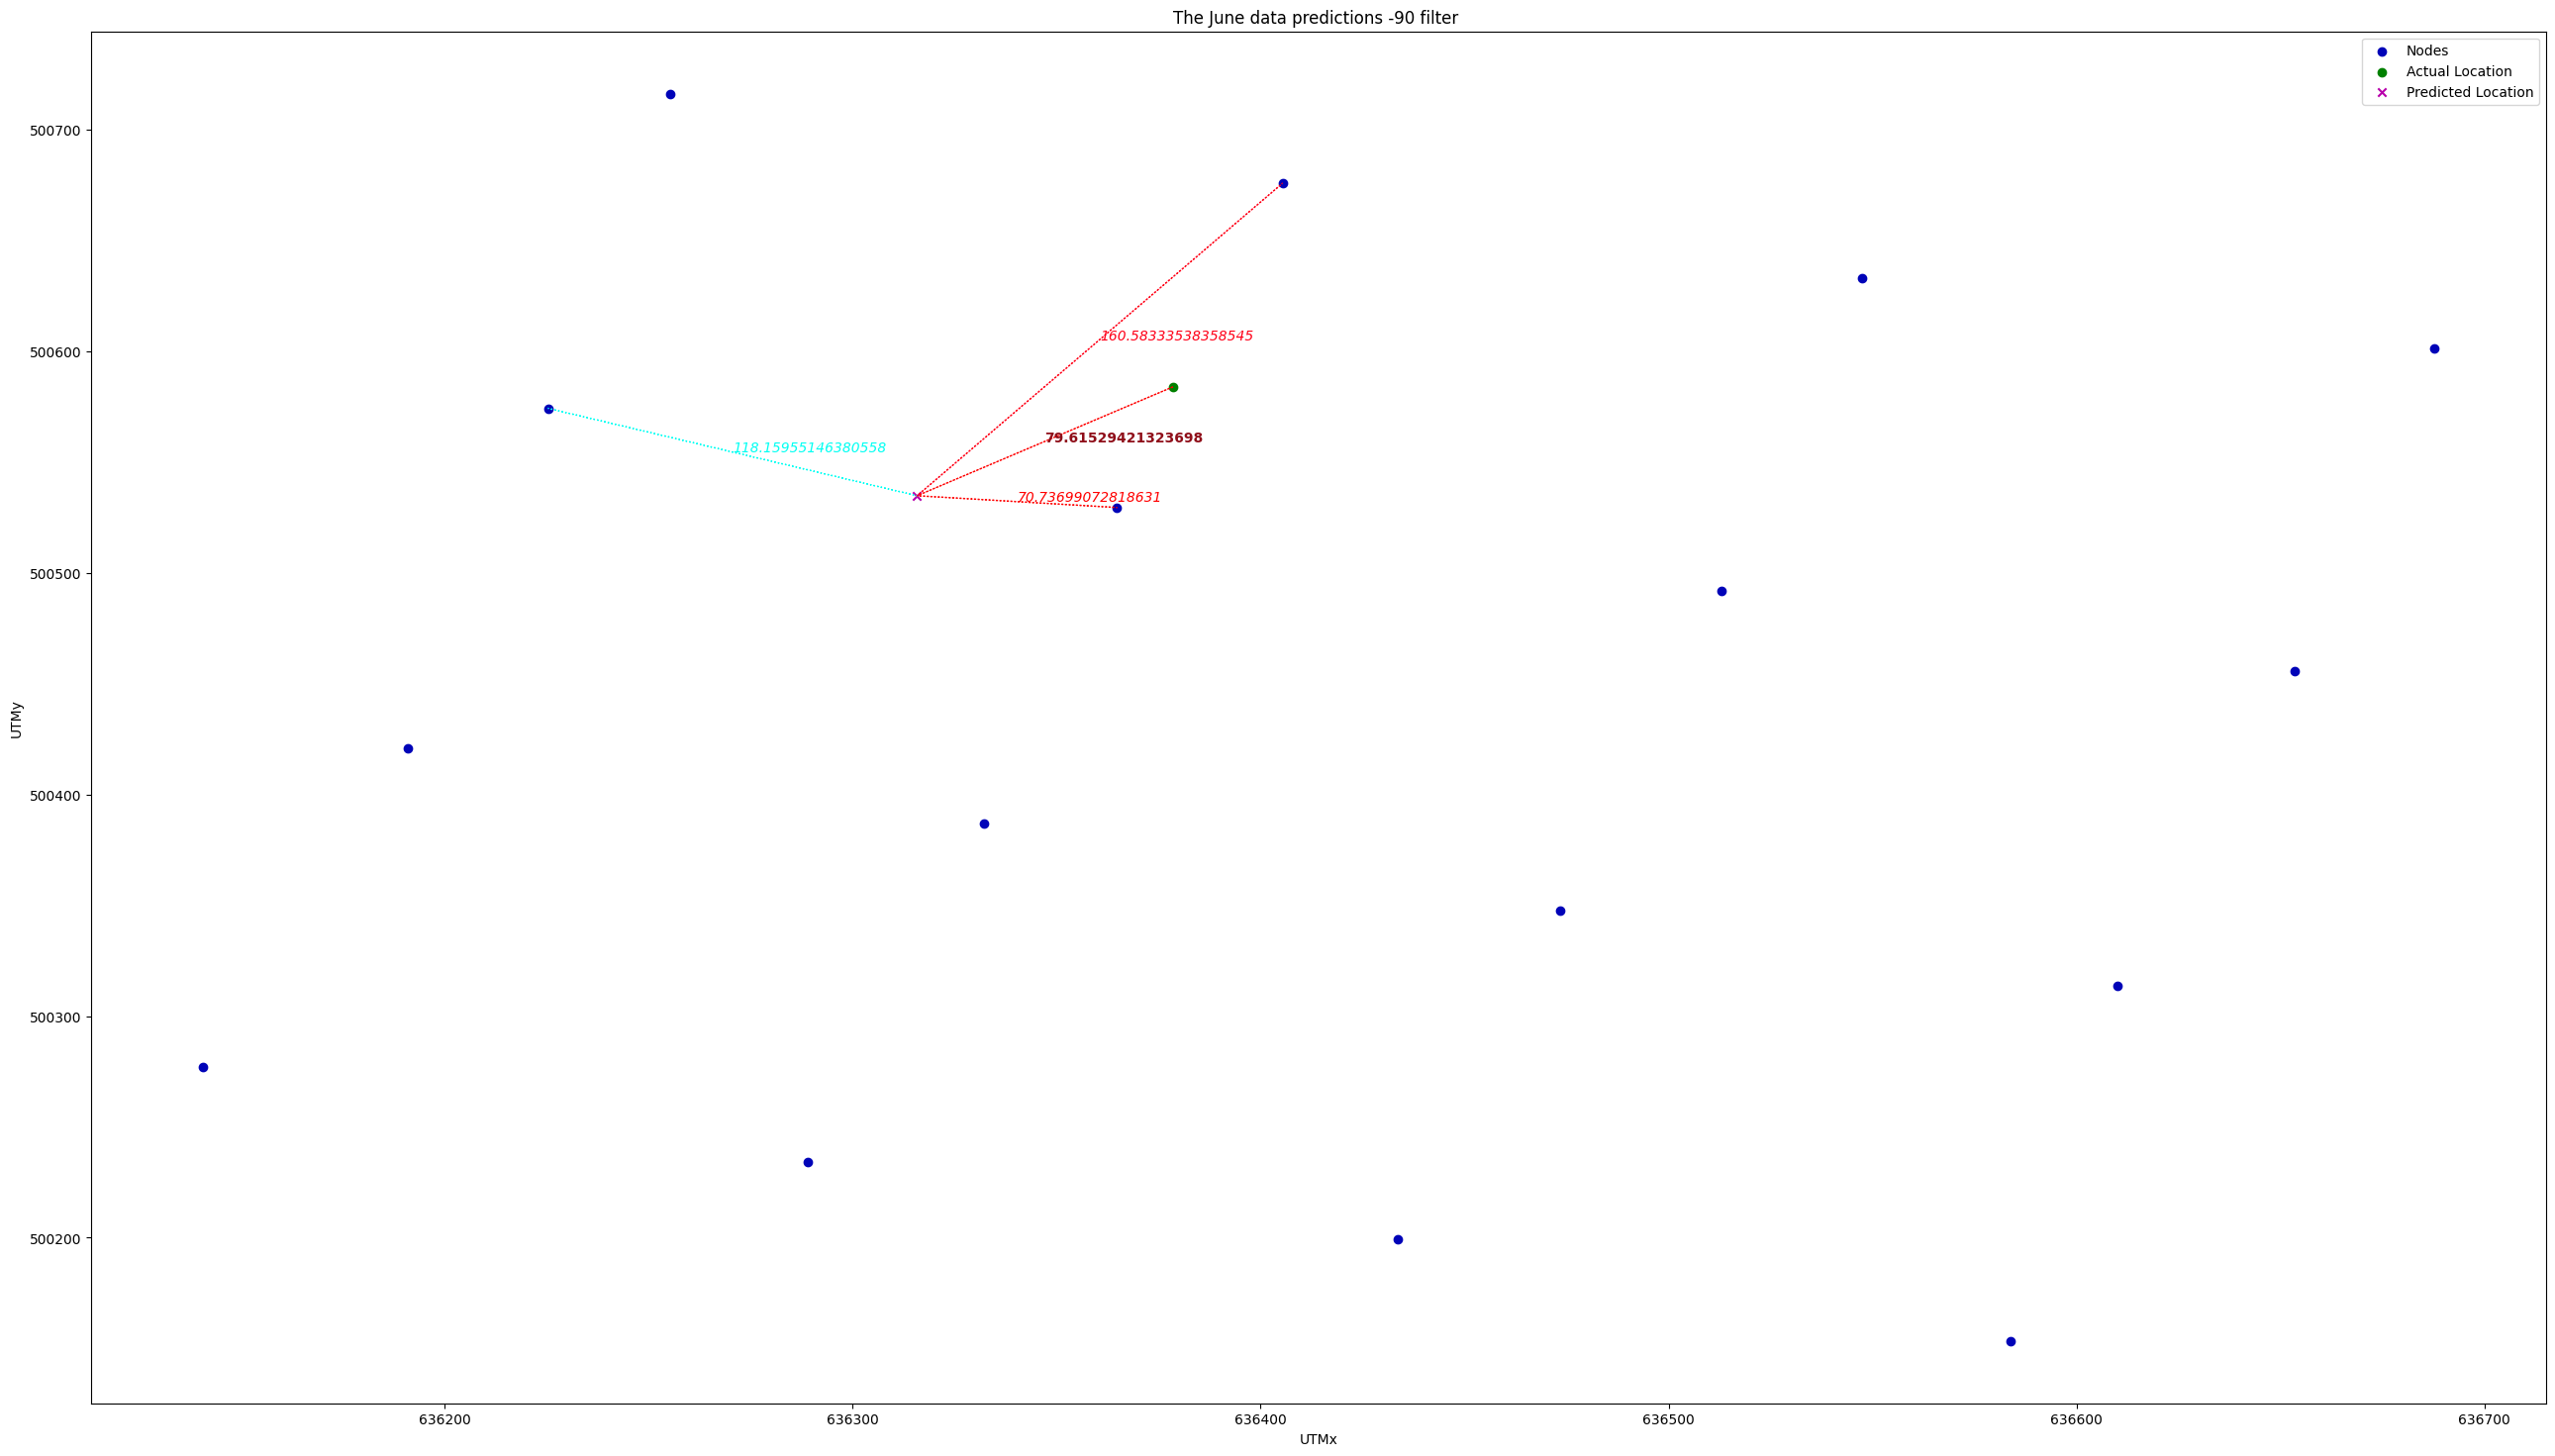 The June data predictions -90 filter
Nodes
Actual Location
Predicted Location
500700
500600
500500
500400
500300
500200
UTMy
160.58333538358545
79.61529421323698
118.15955146380558
70.73699072818631
636200
636300
636400
636500
636600
636700
UTMx